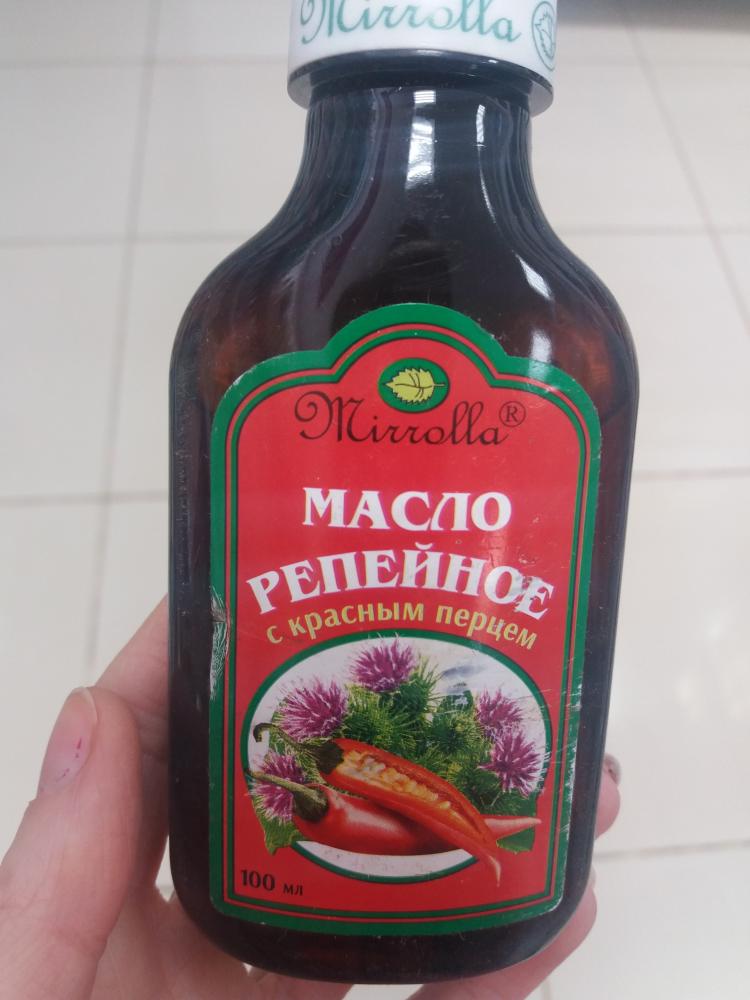 Mirrolla
Mirrolla®
МАСЛО
РЕПЕЙНОЕ
с красным перцем
100 мл